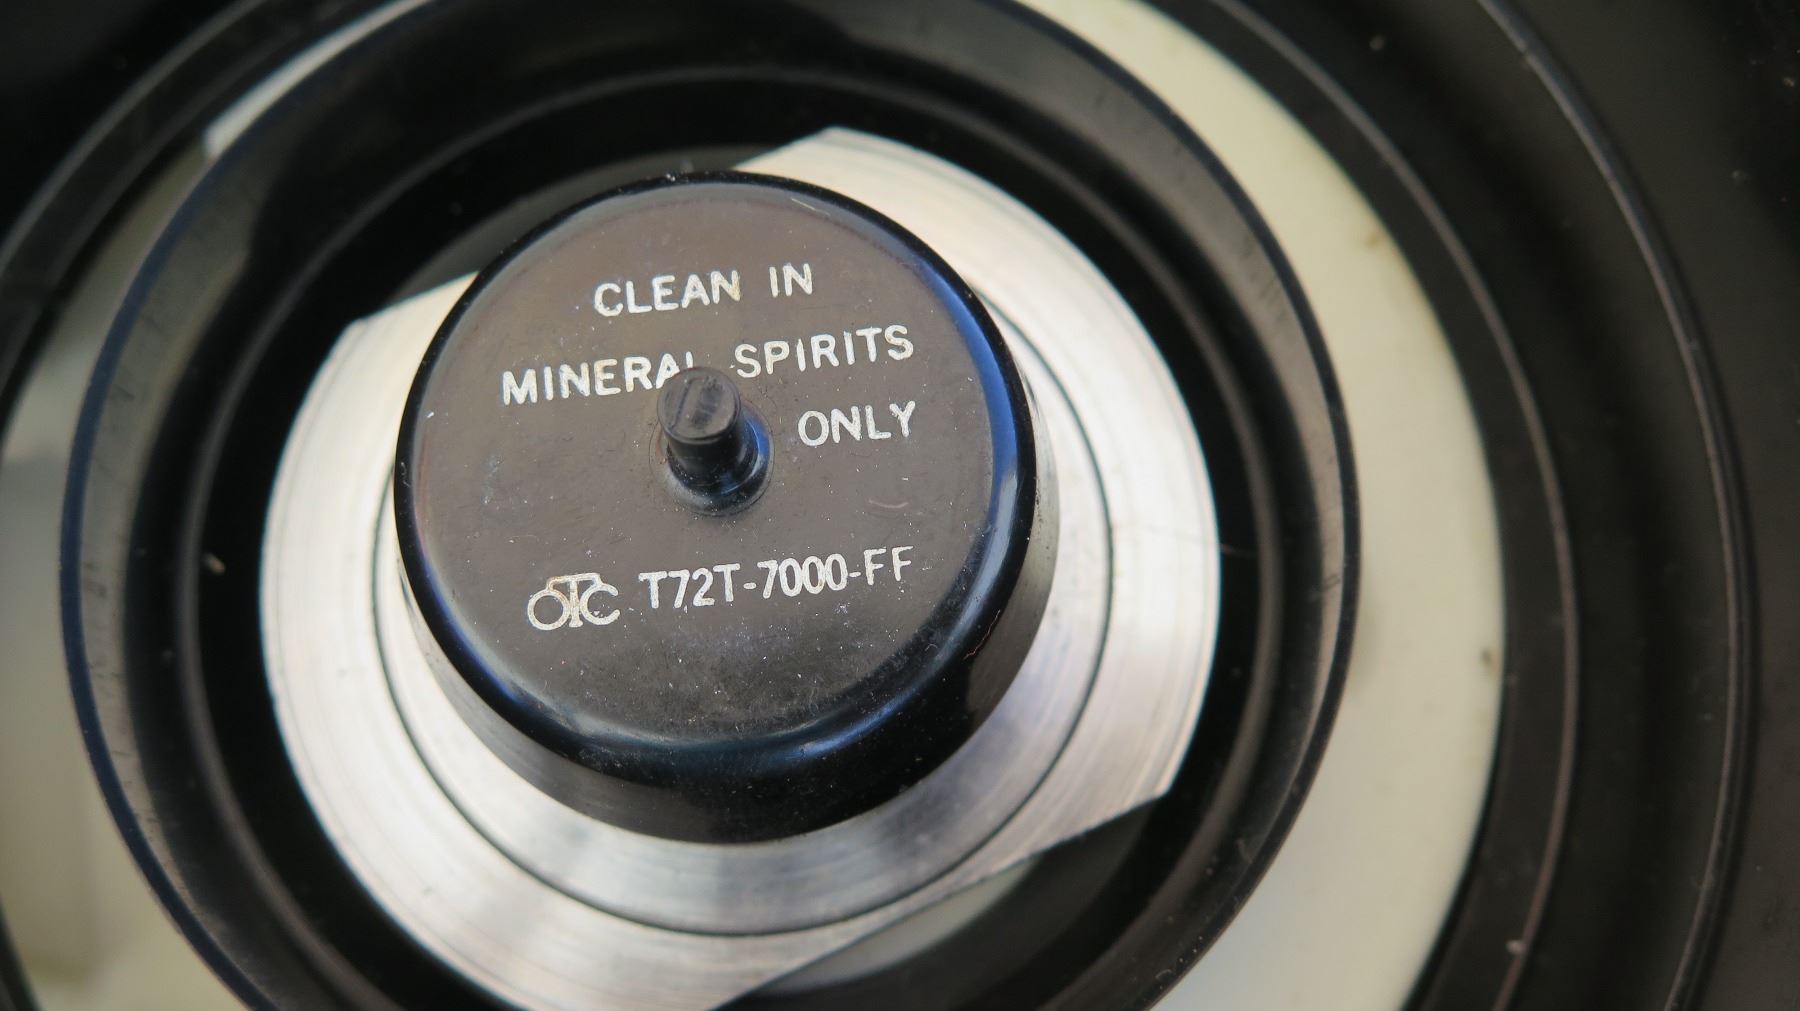 CLEAN IN
MINERAL SPIRITS
ONLY
OTC T72T-7000-FF